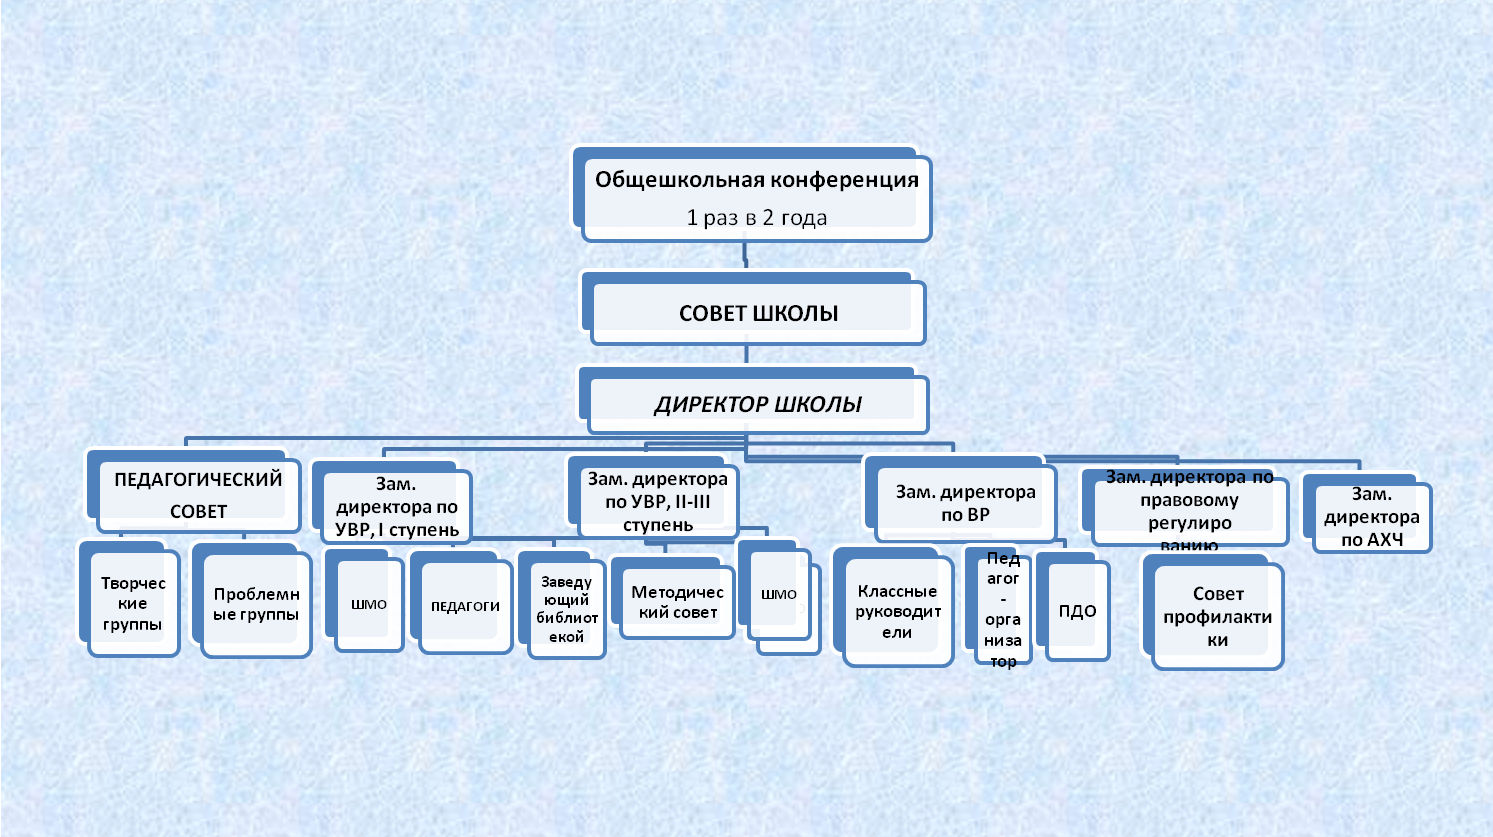 Общешкольная конференция
1 раз в 2 года
СОВЕТ ШКОЛЫ
ДИРЕКТОР ШКОЛЫ
ПЕДАГОГИЧЕСКИЙ
СОВЕТ
Зам.
директора по
УВР, I ступень
Зам. директора
по УВР, II-III
ступень
Зам. директора
по ВР
Зам. директора по
правовому
регулиро
ванию
Зам.
директора
по АХЧ
Творчес
кие
группы
Проблемн
ые группы
ШМО
ПЕДАГОГИ
Заведу
ющий
библиот
екой
Методичес
кий совет
ШМО
Классные
руководит
ели
Пед
агог
-
орга
низа
тор
ПДО
Совет
профилакти
ки